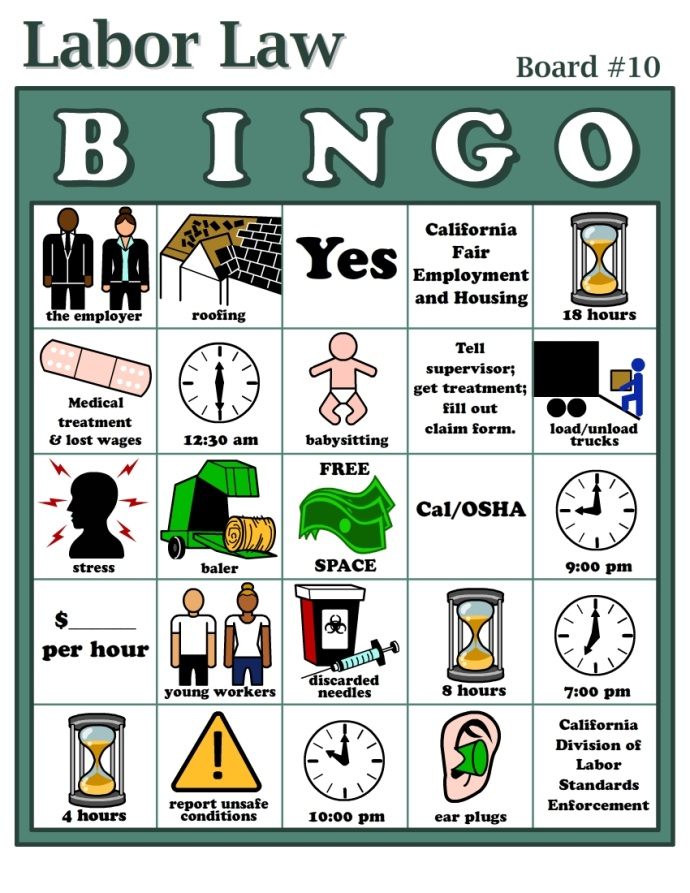 Labor Law
Board #10
B I N G O
the employer
roofing
Yes
California
Fair
Employment
and Housing
18 hours
Medical
treatment
& lost wages
12:30 am
babysitting
Tell
supervisor;
get treatment;
fill out
claim form.
load/unload
trucks
stress
baler
FREE
SPACE
Cal/OSHA
9:00 pm
$______
per hour
young workers
discarded
needles
8 hours
7:00 pm
4 hours
report unsafe
conditions
10:00 pm
ear plugs
California
Division of
Labor
Standards
Enforcement